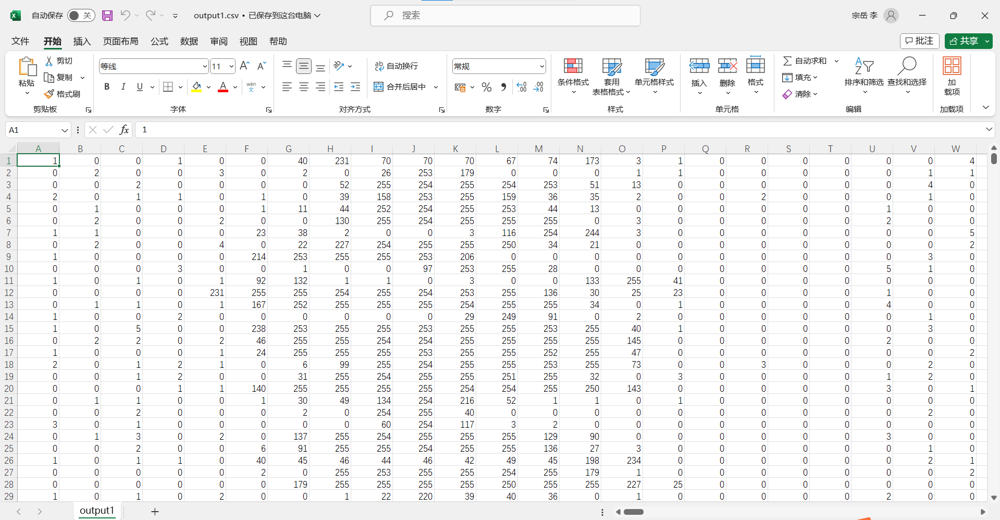 自动保存 关 output1.csv • 已保存到这台电脑 搜索 宗岳 李
文件 开始 插入 页面布局 公式 数据 审阅 视图 帮助 批注 共享
粘贴 剪切 复制 格式刷 剪贴板
等线 11 A A B I U A wén 文 字体
ab 自动换行 合并后居中 对齐方式
常规 % 数字
条件格式 套用 表格格式 单元格样式 样式
插入 删除 格式 单元格
自动求和 填充 清除 排序和筛选 查找和选择 编辑
加 载项 加载项
A1 fx 1
A B C D E F G H I J K L M N O P Q R S T U V W
1 1 0 0 1 0 0 40 231 70 70 70 67 74 173 3 1 0 0 0 0 0 0 4
2 0 2 0 0 3 0 2 0 26 253 179 0 0 0 1 1 0 0 0 0 0 1 1
3 0 0 2 0 0 0 0 52 255 254 255 254 253 51 13 0 0 0 0 0 0 4 0
4 2 0 1 1 0 1 0 39 158 253 255 159 36 35 2 0 0 2 0 0 0 1 0
5 0 1 0 0 0 1 11 44 252 254 255 253 44 13 0 0 0 0 0 0 1 0 0
6 0 2 0 0 2 0 0 130 255 254 255 255 255 0 3 0 0 0 0 0 2 0 0
7 1 1 0 0 0 23 38 2 0 0 3 116 254 244 3 0 0 0 0 0 0 0 5
8 0 2 0 0 4 0 22 227 254 255 255 250 34 21 0 0 0 0 0 0 0 0 2
9 1 0 0 0 0 214 253 255 255 253 206 0 0 0 0 0 0 0 0 0 0 3 0
10 0 0 0 3 0 0 1 0 0 97 253 255 28 0 0 0 0 0 0 0 5 1 0
11 1 0 1 0 1 92 132 1 1 0 3 0 0 133 255 41 0 0 0 0 0 0 0
12 0 0 0 0 231 255 255 254 255 254 253 255 136 30 25 23 0 0 0 0 1 0 0
13 0 1 1 0 1 167 252 255 255 255 254 255 255 34 0 1 0 0 0 0 4 0 0
14 1 0 0 2 0 0 0 0 0 0 29 249 91 0 2 0 0 0 0 0 0 1 0
15 1 0 5 0 0 238 253 255 255 253 255 255 253 255 40 1 0 0 0 0 0 3 0
16 0 2 2 0 2 46 255 255 254 254 255 255 255 255 145 0 0 0 0 0 2 0 0
17 1 0 0 0 1 24 255 255 255 253 255 255 252 255 47 0 0 0 0 0 0 0 2
18 2 0 1 2 1 0 6 99 255 254 255 255 253 255 73 0 0 3 0 0 0 2 0
19 0 0 1 2 0 0 31 255 254 255 255 251 255 32 0 3 0 0 0 0 1 2 0
20 0 0 0 1 1 140 255 255 255 255 254 254 255 250 143 0 0 0 0 0 3 0 1
21 0 1 1 0 0 1 30 49 134 254 216 52 1 1 0 1 0 0 0 0 0 0 0
22 0 0 2 0 0 0 2 0 254 255 40 0 0 0 0 0 0 0 0 0 0 2 0
23 3 0 1 0 0 0 0 0 60 254 117 3 2 0 0 0 0 0 0 0 0 0 0
24 0 1 3 0 2 0 137 255 254 255 255 255 129 90 0 0 0 0 0 0 3 0 0
25 0 0 2 0 0 6 91 255 255 254 255 255 136 27 3 0 0 0 0 0 0 1 0
26 1 0 1 1 0 40 45 46 44 46 42 49 45 198 234 0 0 0 0 0 0 2 1
27 0 0 0 0 0 2 0 255 253 255 255 254 255 179 1 0 0 0 0 0 0 0 2
28 0 0 0 0 0 0 179 255 255 255 255 250 255 255 227 25 0 0 0 0 0 0 0
29 1 0 1 0 2 0 0 1 22 220 39 40 36 0 1 0 0 0 0 0 2 0 0
output1